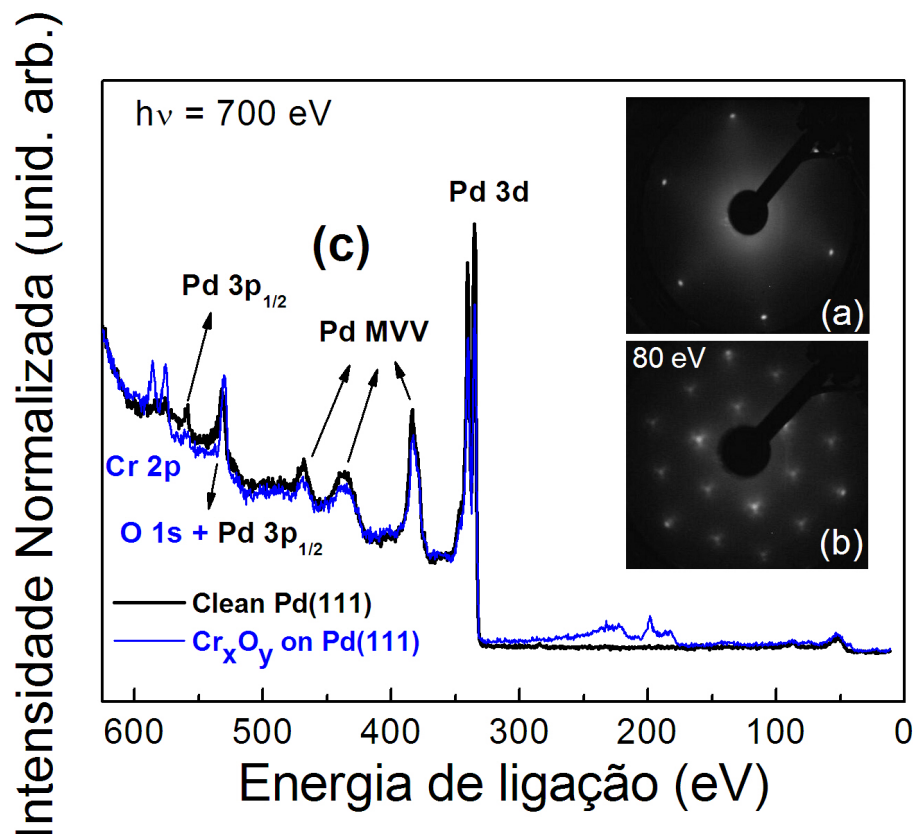 Intensidade Normalizada (unid. arb.)
hν = 700 eV
(c)
Pd 3d
Pd 3p1/2
Pd MVV
(a)
80 eV
(b)
Cr 2p
O 1s + Pd 3p1/2
Clean Pd(111)
CrxOy on Pd(111)
600 500 400 300 200 100 0
Energia de ligação (eV)